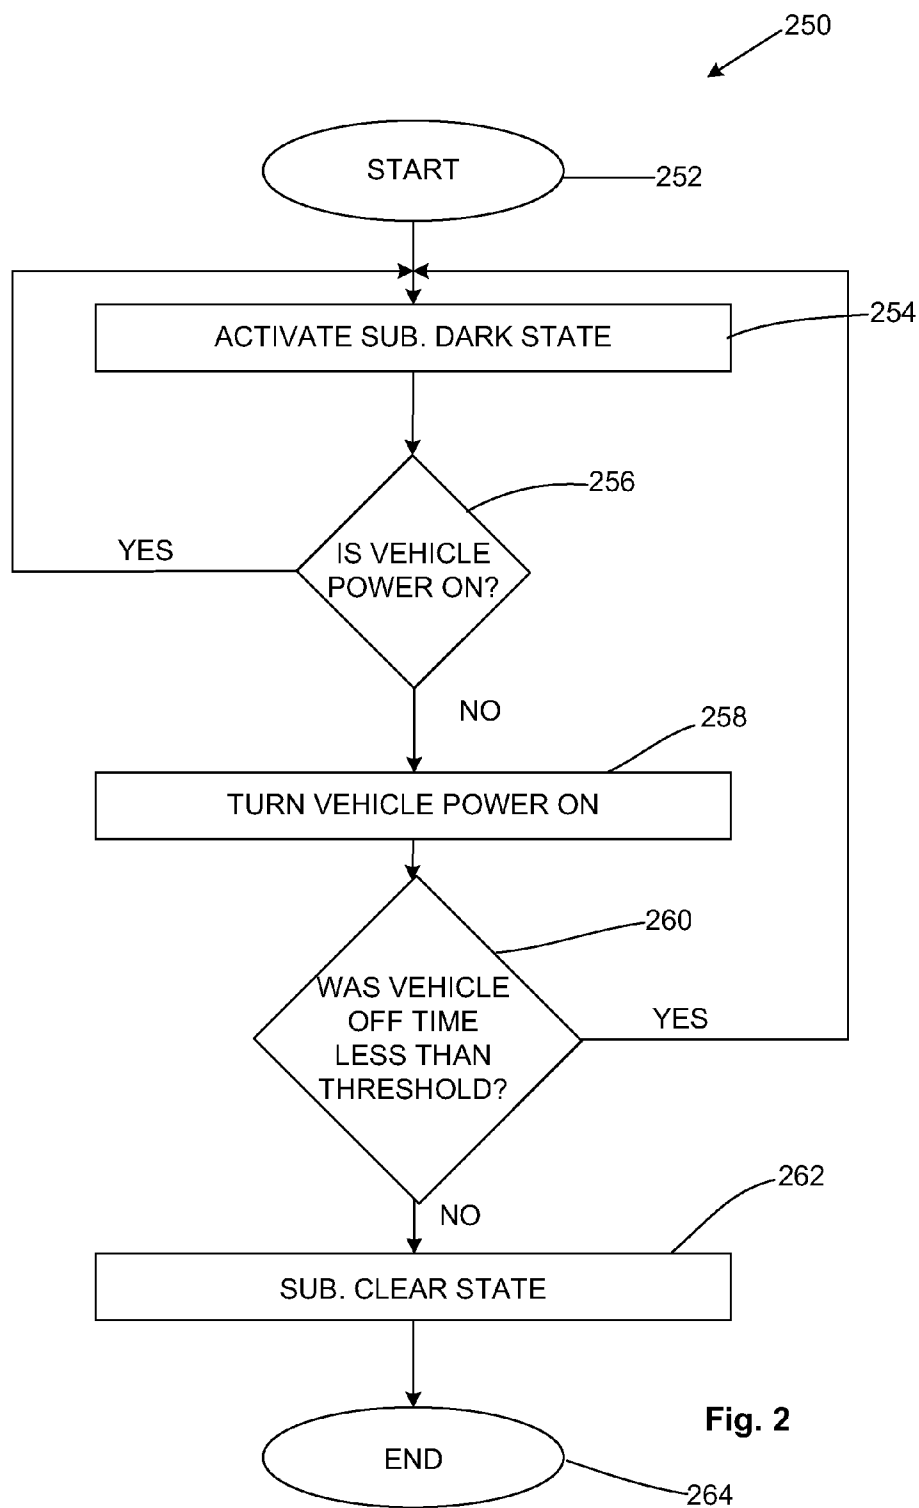 250
START
252
ACTIVATE SUB. DARK STATE
254
256
YES
IS VEHICLE
POWER ON?
NO
258
TURN VEHICLE POWER ON
260
WAS VEHICLE
OFF TIME
LESS THAN
THRESHOLD?
YES
262
NO
SUB. CLEAR STATE
Fig. 2
END
264